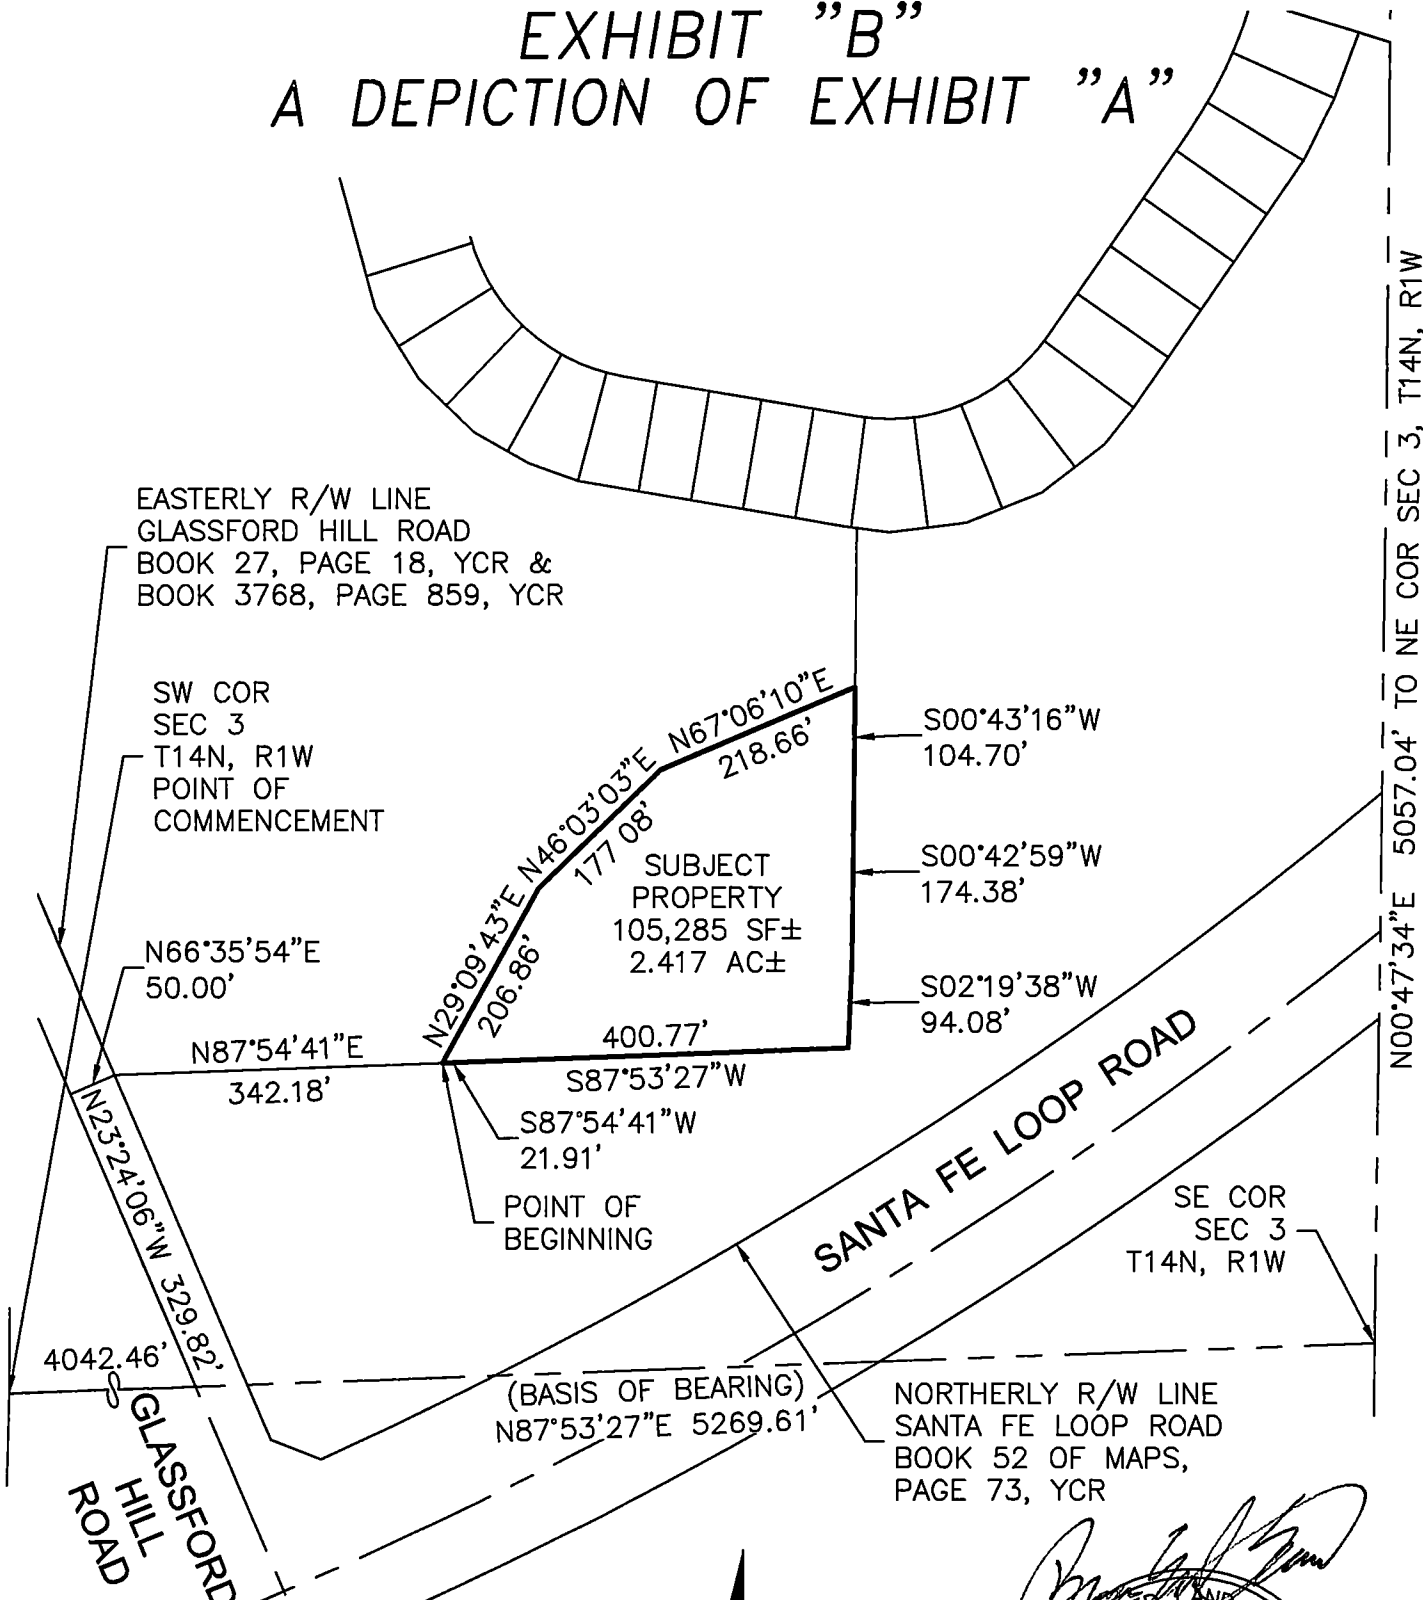 EXHIBIT "B"
A DEPICTION OF EXHIBIT "A"
EASTERLY R/W LINE
GLASSFORD HILL ROAD
BOOK 27, PAGE 18, YCR &
BOOK 3768, PAGE 859, YCR
SW COR
SEC 3
T14N, R1W
POINT OF
COMMENCEMENT
N66°35'54"E
50.00'
N87°54'41"E
342.18'
N23°24'06"W 329.82'
4042.46'
GLASSFORD
HILL
ROAD
N29°09'43"E
206.86'
N46°03'03"E
177 08'
N67°06'10"E
218.66'
SUBJECT
PROPERTY
105,285 SF±
2.417 AC±
S00°43'16"W
104.70'
S00°42'59"W
174.38'
S02°19'38"W
94.08'
400.77'
S87°53'27"W
S87°54'41"W
21.91'
POINT OF
BEGINNING
SANTA FE LOOP ROAD
N00°47'34"E 5057.04' TO NE COR SEC 3, T14N, R1W
SE COR
SEC 3
T14N, R1W
(BASIS OF BEARING)
N87°53'27"E 5269.61'
NORTHERLY R/W LINE
SANTA FE LOOP ROAD
BOOK 52 OF MAPS,
PAGE 73, YCR